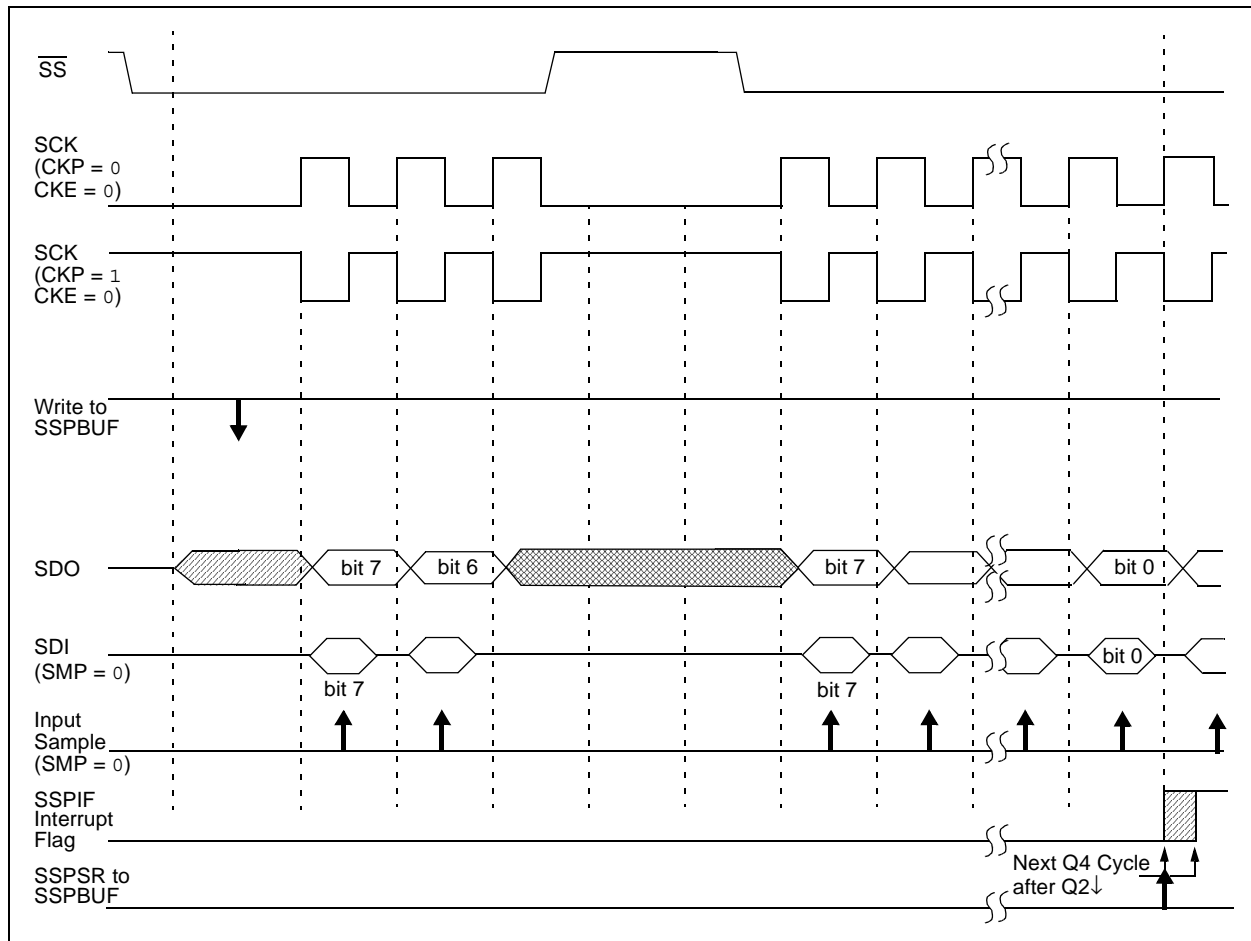 SS
SCK
(CKP = 0
CKE = 0)
SCK
(CKP = 1
CKE = 0)
Write to
SSPBUF
SDO
bit 7
bit 6
bit 7
bit 0
SDI
(SMP = 0)
bit 7
bit 7
bit 0
Input
Sample
(SMP = 0)
SSPIF
Interrupt
Flag
SSPSR to
SSPBUF
Next Q4 Cycle
after Q2↓